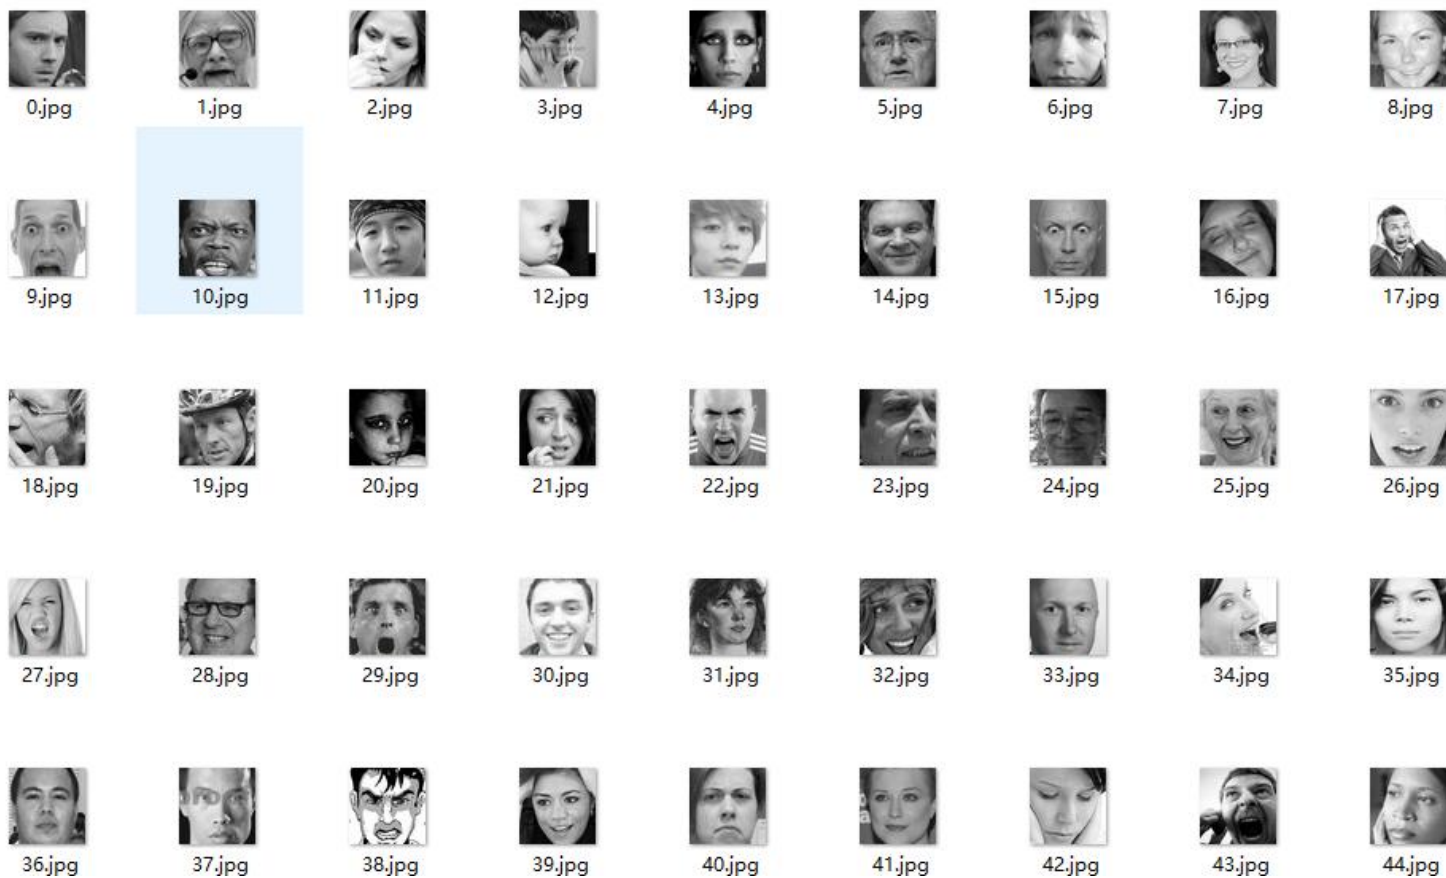 0.jpg 1.jpg 2.jpg 3.jpg 4.jpg 5.jpg 6.jpg 7.jpg 8.jpg
9.jpg 10.jpg 11.jpg 12.jpg 13.jpg 14.jpg 15.jpg 16.jpg 17.jpg
18.jpg 19.jpg 20.jpg 21.jpg 22.jpg 23.jpg 24.jpg 25.jpg 26.jpg
27.jpg 28.jpg 29.jpg 30.jpg 31.jpg 32.jpg 33.jpg 34.jpg 35.jpg
36.jpg 37.jpg 38.jpg 39.jpg 40.jpg 41.jpg 42.jpg 43.jpg 44.jpg